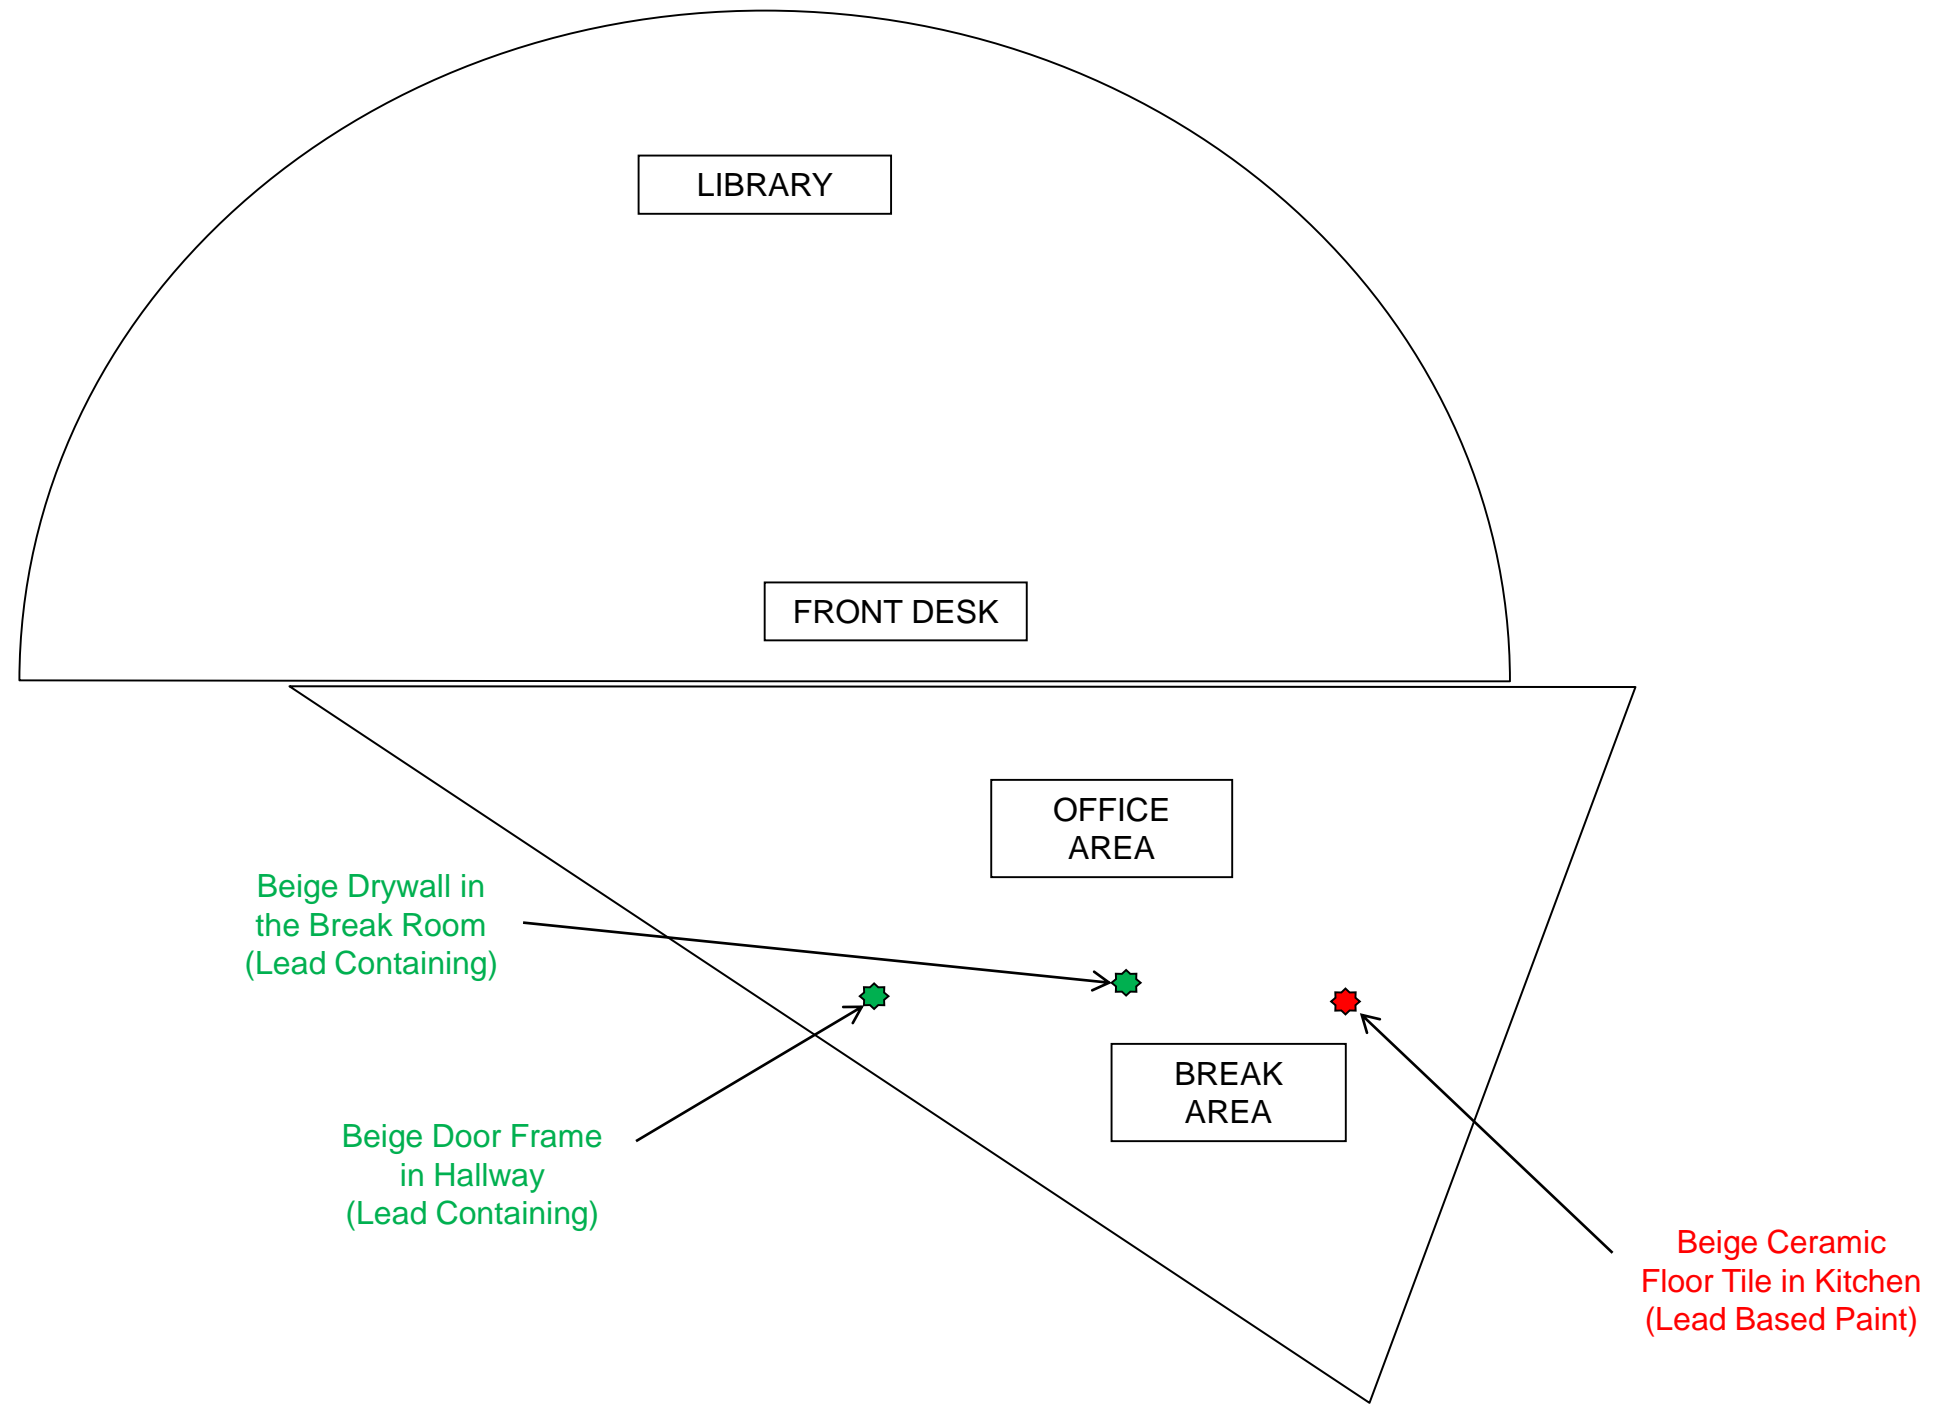 LIBRARY
FRONT DESK
OFFICE
AREA
Beige Drywall in
the Break Room
(Lead Containing)
BREAK
AREA
Beige Door Frame
in Hallway
(Lead Containing)
Beige Ceramic
Floor Tile in Kitchen
(Lead Based Paint)